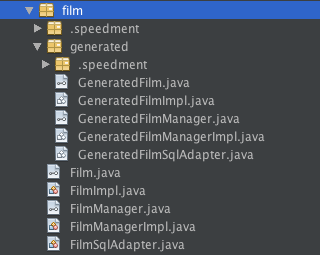 film
.speedment
generated
.speedment
GeneratedFilm.java
GeneratedFilmImpl.java
GeneratedFilmManager.java
GeneratedFilmManagerImpl.java
GeneratedFilmSqlAdapter.java
Film.java
FilmImpl.java
FilmManager.java
FilmManagerImpl.java
FilmSqlAdapter.java